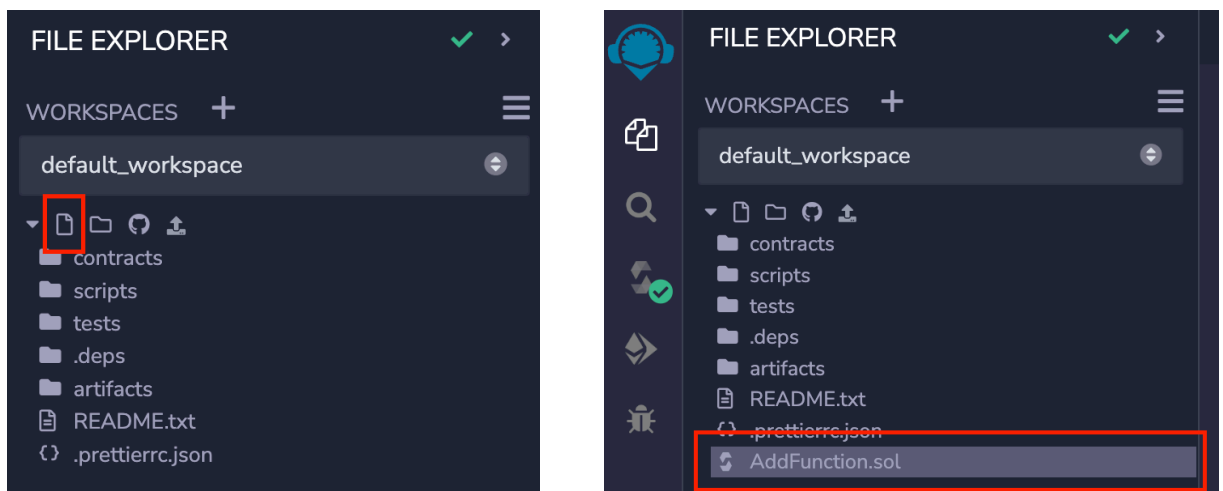 FILE EXPLORER
WORKSPACES
default_workspace
contracts
scripts
tests
.deps
artifacts
README.txt
.prettierrc.json
FILE EXPLORER
WORKSPACES
default_workspace
contracts
scripts
tests
.deps
artifacts
README.txt
.prettierrc.json
AddFunction.sol